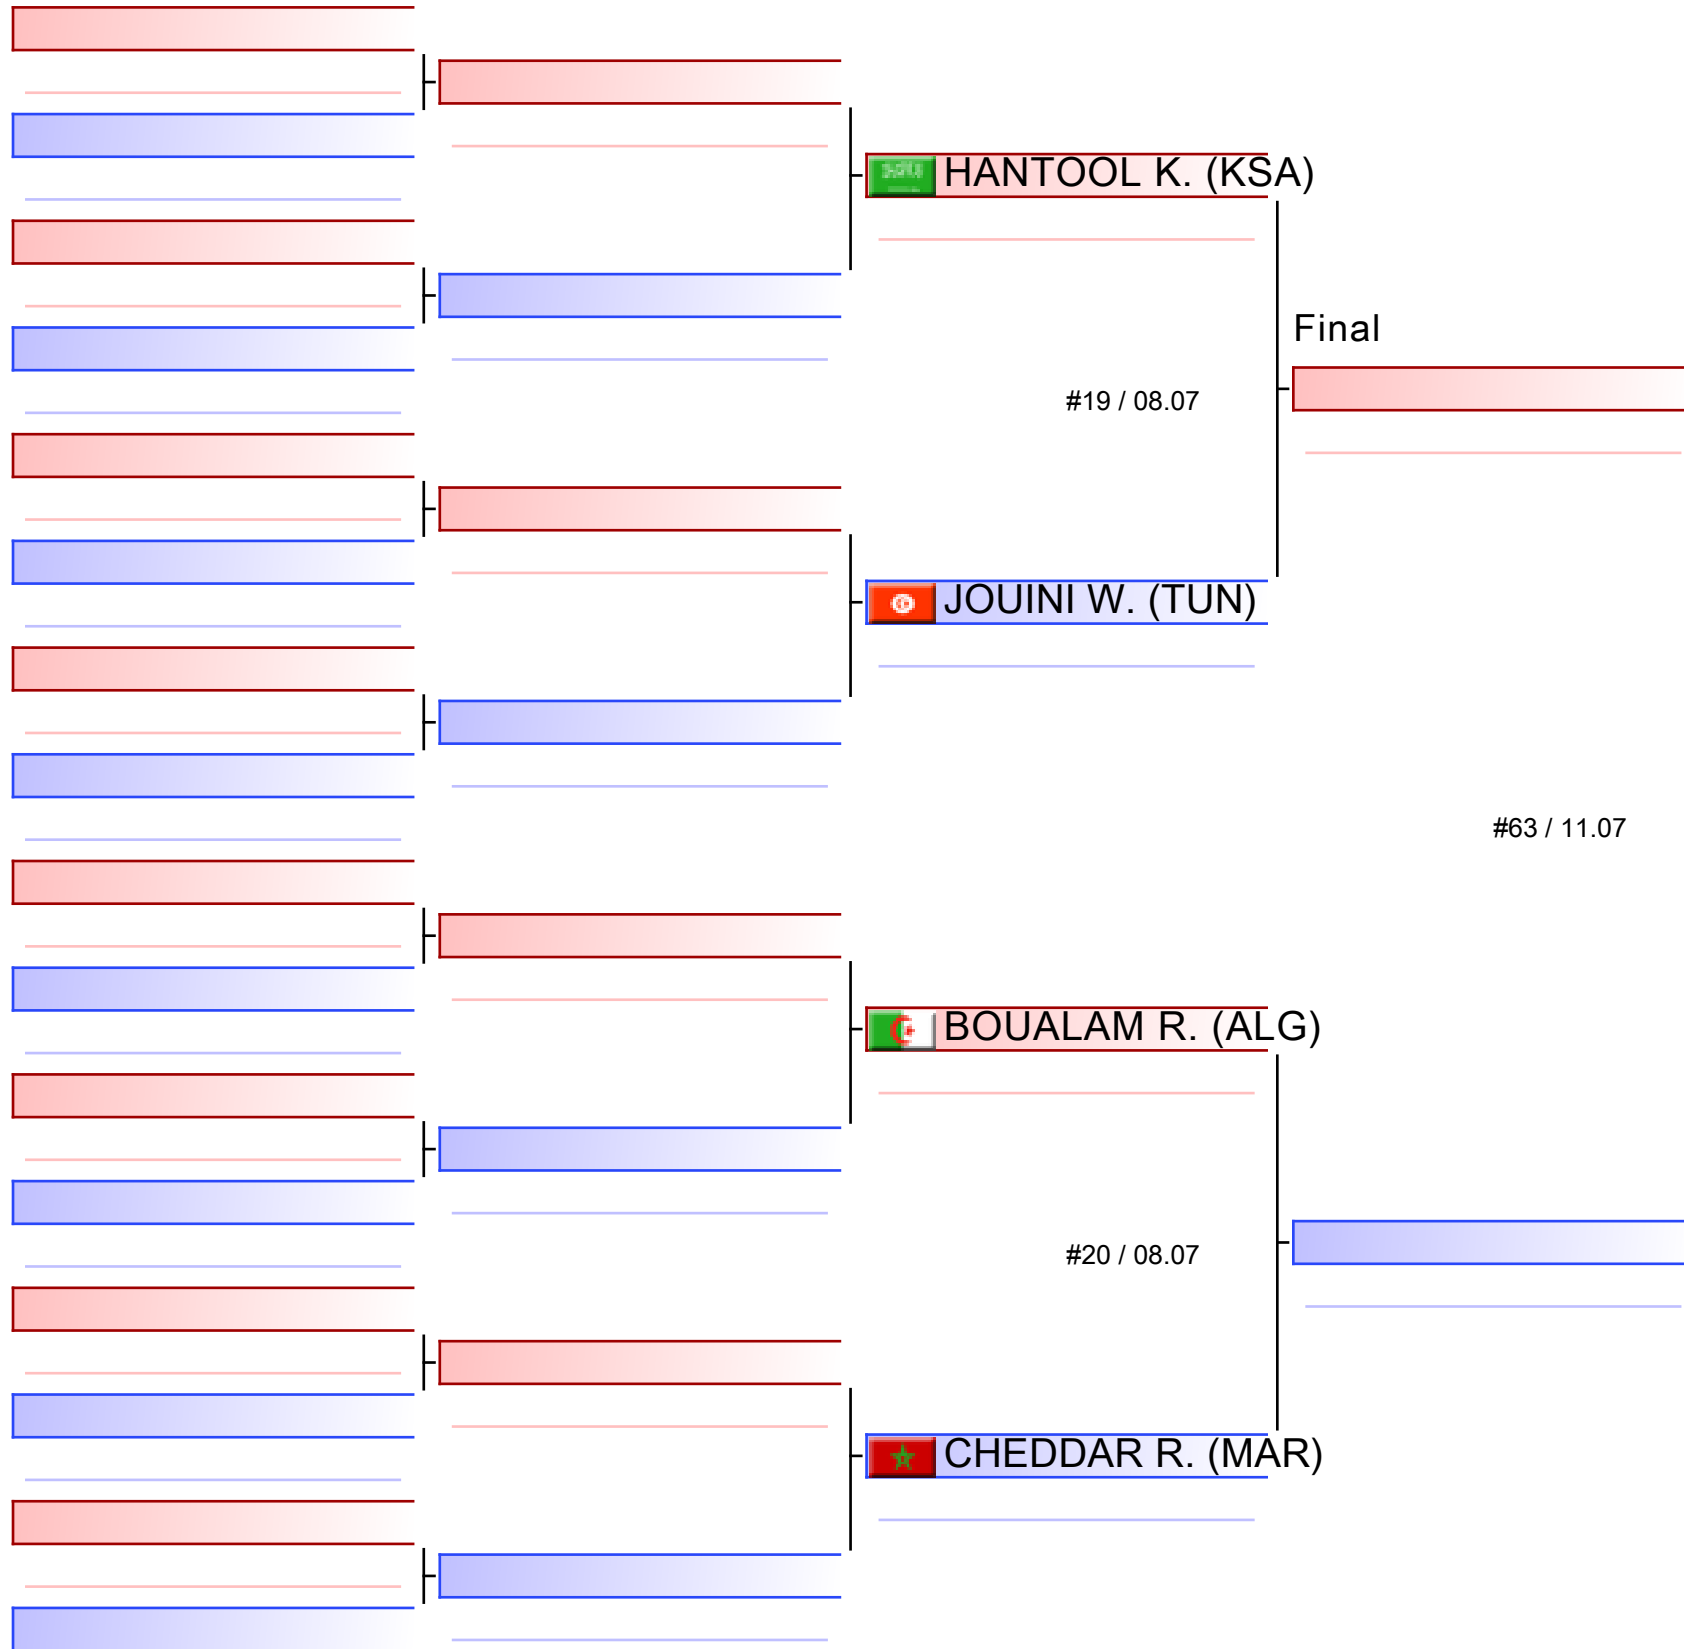 HANTOOL K. (KSA)
Final
#19 / 08.07
JOUINI W. (TUN)
#63 / 11.07
BOUALAM R. (ALG)
#20 / 08.07
CHEDDAR R. (MAR)